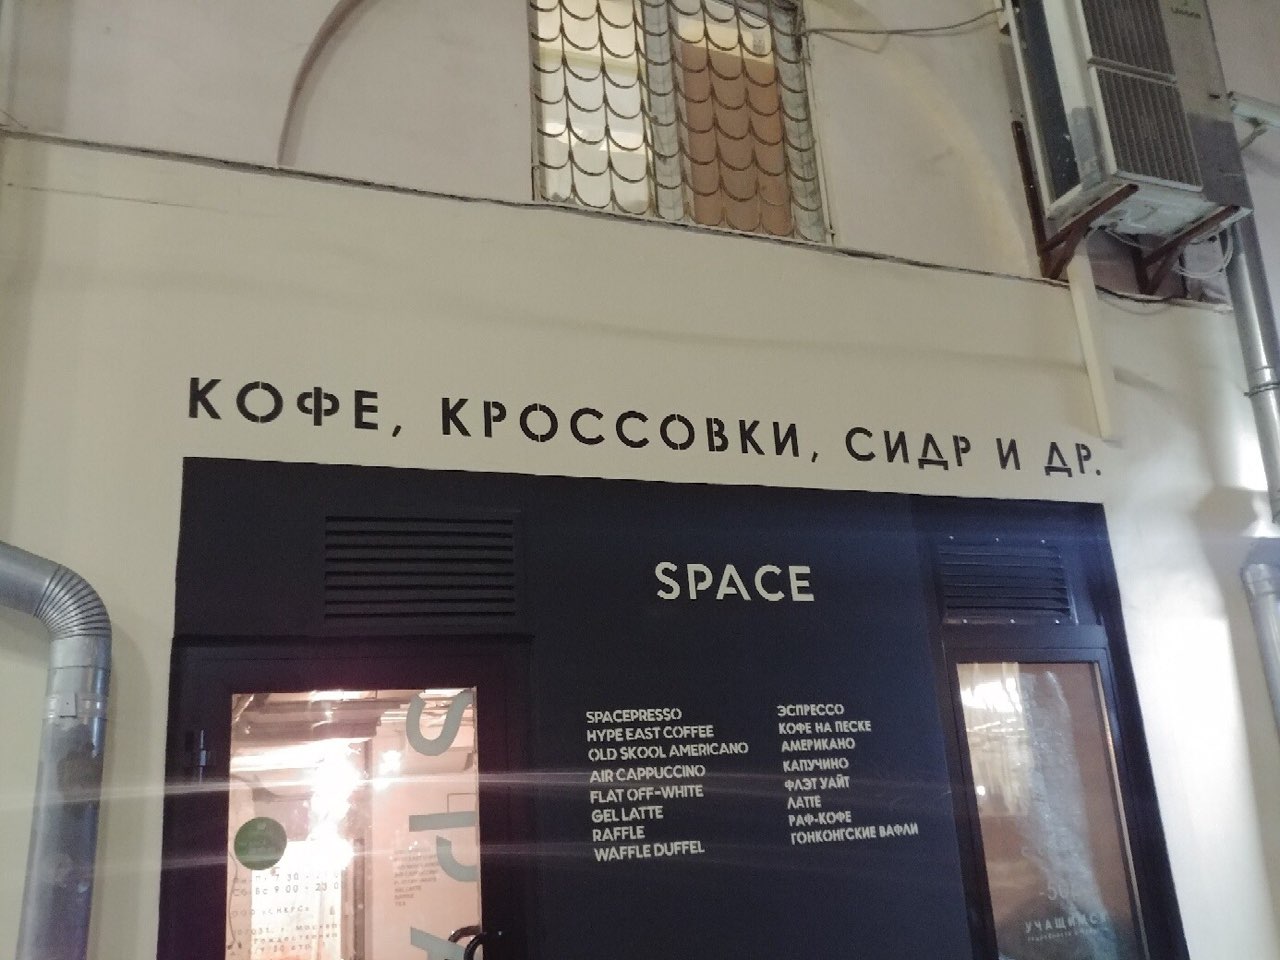 КОФЕ, КРОССОВКИ, СИДР И ДР.
SPACE
SPACEPRESSO
HYPE EAST COFFEE
OLD SKOOL AMERICANO
AIR CAPPUCCINO
FLAT OFF-WHITE
GEL LATTE
RAFFLE
WAFFLE DUFFEL
ЭСПРЕССО
КОФЕ НА ПЕСКЕ
АМЕРИКАНО
КАПУЧИНО
ФЛЭТ УАЙТ
ЛАТТЕ
РАФ-КОФЕ
ГОНКОНГСКИЕ ВАФЛИ
УЧАЩИМСЯ